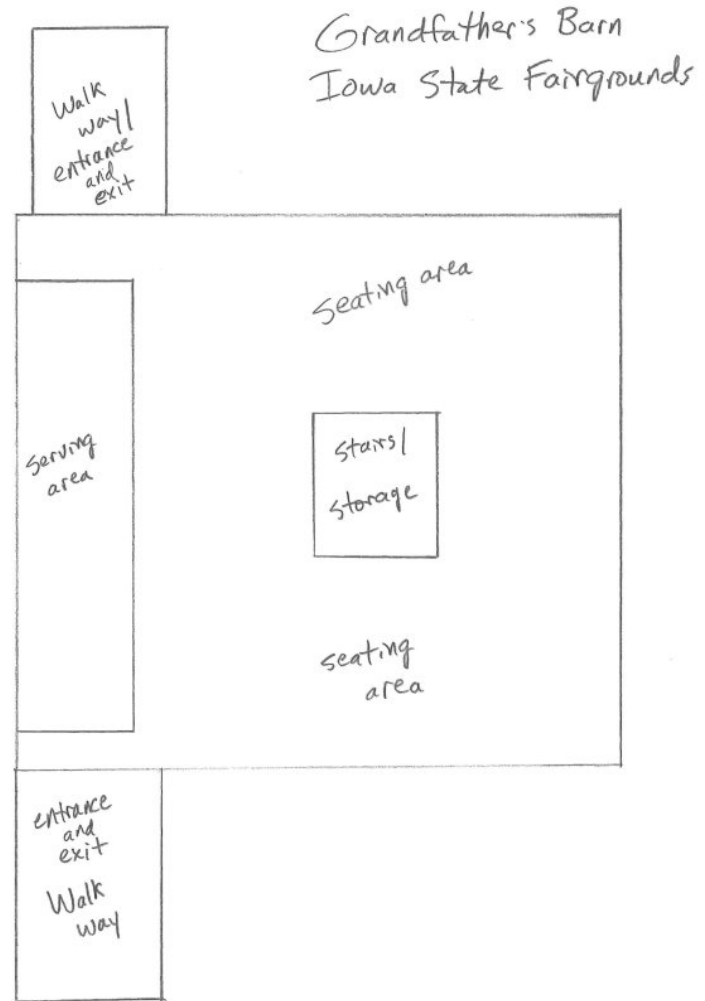 Grandfather's Barn
Iowa State Fairgrounds
Walk
way/
entrance
and
exit
seating area
serving
area
stairs/
storage
seating
area
entrance
and
exit
Walk
way